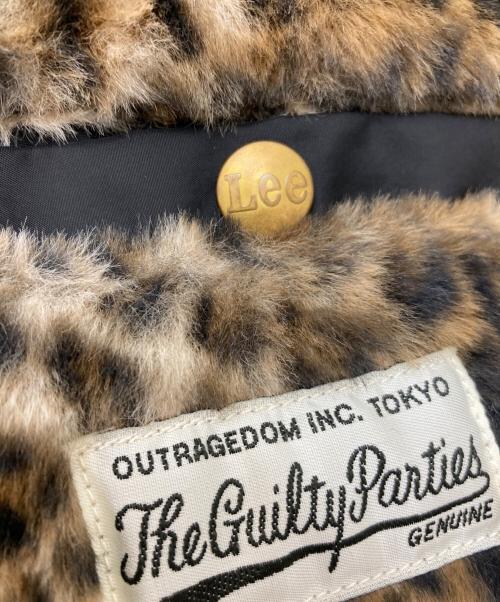 Lee
OUTRAGEDOM INC. TOKYO
The Guilty Parties
GENUINE